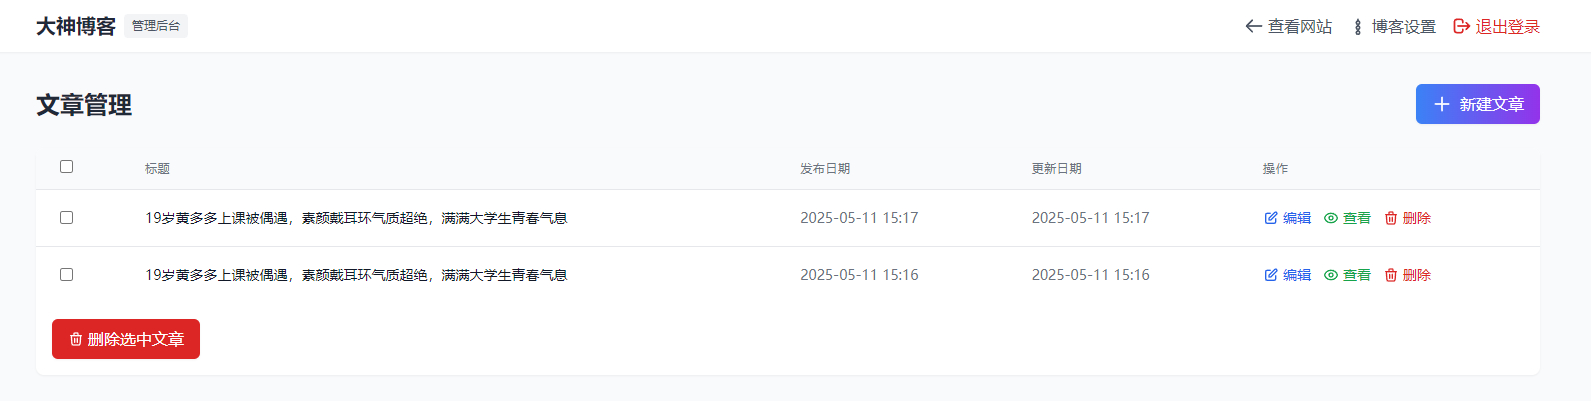 大神博客 管理后台 查看网站 博客设置 退出登录
文章管理 新建文章
标题 发布日期 更新日期 操作
19岁黄多多上课被偶遇，素颜戴耳环气质超绝，满满大学生青春气息 2025-05-11 15:17 2025-05-11 15:17 编辑 查看 删除
19岁黄多多上课被偶遇，素颜戴耳环气质超绝，满满大学生青春气息 2025-05-11 15:16 2025-05-11 15:16 编辑 查看 删除
删除选中文章